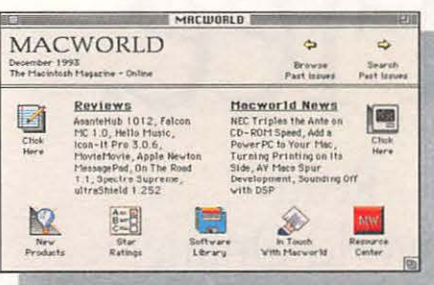 MACWORLD
MACWORLD
December 1993
The Macintosh Magazine - Online
Browse
Past Issues
Search
Past Issues
Click
Here
Reviews
AsanteHub 1012, Falcon
MC 1.0, Hello Music,
Icon-It Pro 3.0.6,
MovieMovie, Apple Newton
MessagePad, On The Road
1.1, Spectre Supreme,
ultraShield 1.252
Macworld News
NEC Triples the Ante on
CD-ROM Speed, Add a
PowerPC to Your Mac,
Turning Printing on Its
Side, AV Macs Spur
Development, Sounding Off
with DSP
Click
Here
New
Products
Star
Ratings
Software
Library
In Touch
With Macworld
MW
Resource
Center